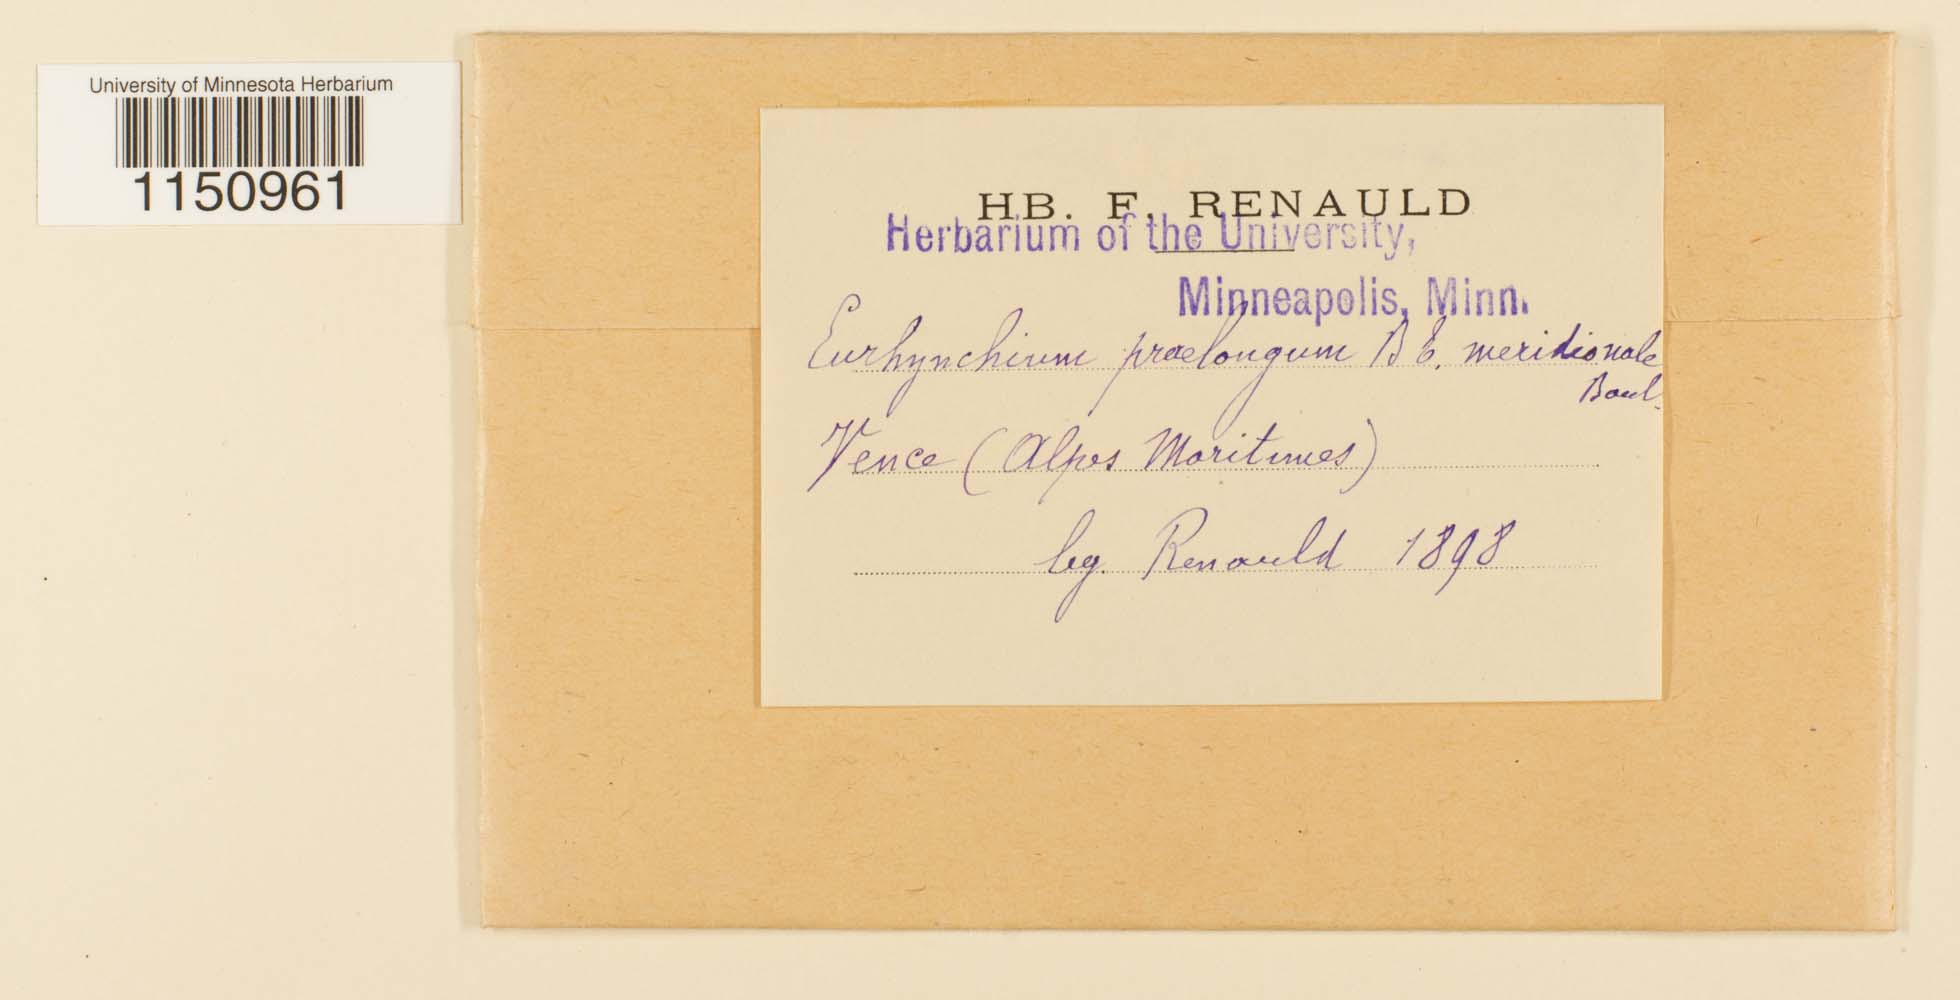 University of Minnesota Herbarium
1150961
HB. F. RENAULD
Herbarium of the University,
Minneapolis, Minn.
Eurhynchium praelongum B E. meridionale
Boul.
Vence (Alpes Maritimes)
leg. Renauld 1898